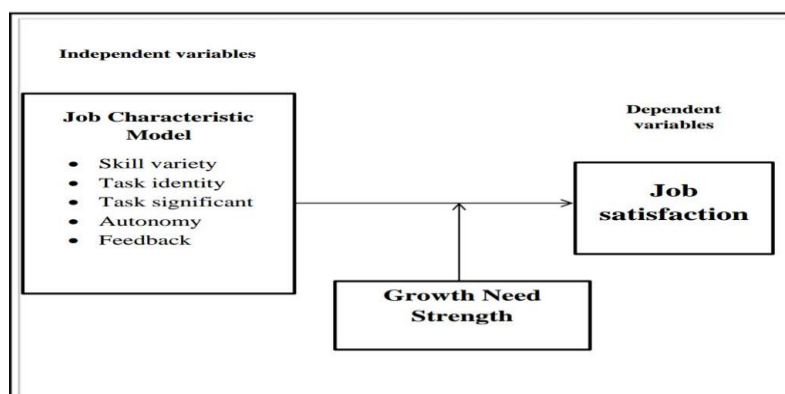 Independent variables
Job Characteristic
Model
• Skill variety
• Task identity
• Task significant
• Autonomy
• Feedback
Dependent
variables
Job
satisfaction
Growth Need
Strength